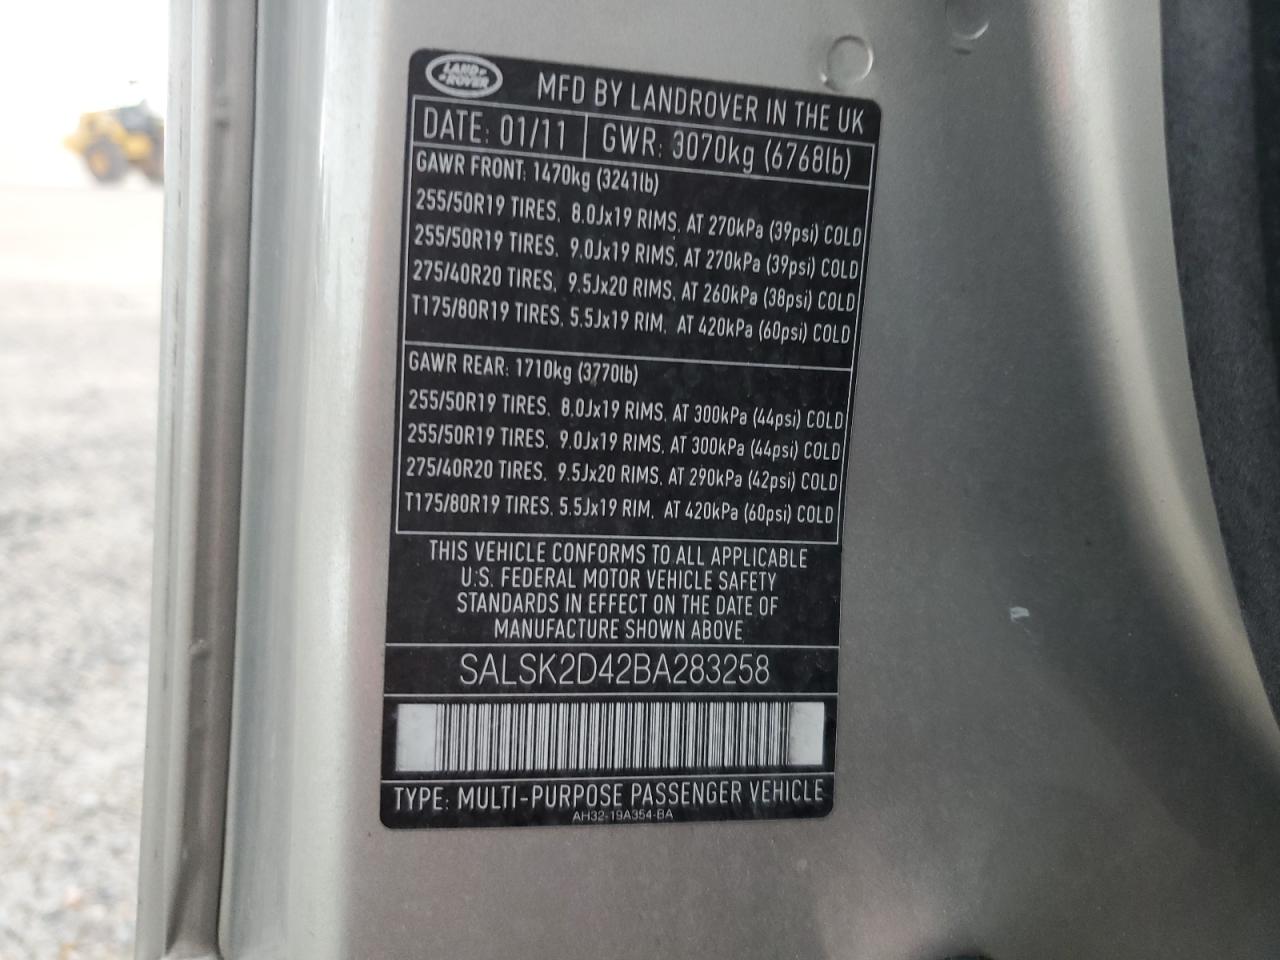 LAND ROVER
MFD BY LANDROVER IN THE UK
DATE: 01/11 GWR: 3070kg (6768lb)
GAWR FRONT: 1470kg (3241lb)
255/50R19 TIRES, 8.0Jx19 RIMS, AT 270kPa (39psi) COLD
255/50R19 TIRES, 9.0Jx19 RIMS, AT 270kPa (39psi) COLD
275/40R20 TIRES, 9.5Jx20 RIMS, AT 260kPa (38psi) COLD
T175/80R19 TIRES, 5.5Jx19 RIM, AT 420kPa (60psi) COLD
GAWR REAR: 1710kg (3770lb)
255/50R19 TIRES, 8.0Jx19 RIMS, AT 300kPa (44psi) COLD
255/50R19 TIRES, 9.0Jx19 RIMS, AT 300kPa (44psi) COLD
275/40R20 TIRES, 9.5Jx20 RIMS, AT 290kPa (42psi) COLD
T175/80R19 TIRES, 5.5Jx19 RIM, AT 420kPa (60psi) COLD
THIS VEHICLE CONFORMS TO ALL APPLICABLE
U.S. FEDERAL MOTOR VEHICLE SAFETY
STANDARDS IN EFFECT ON THE DATE OF
MANUFACTURE SHOWN ABOVE
SALSK2D42BA283258
TYPE: MULTI-PURPOSE PASSENGER VEHICLE
AH32-19A354-BA